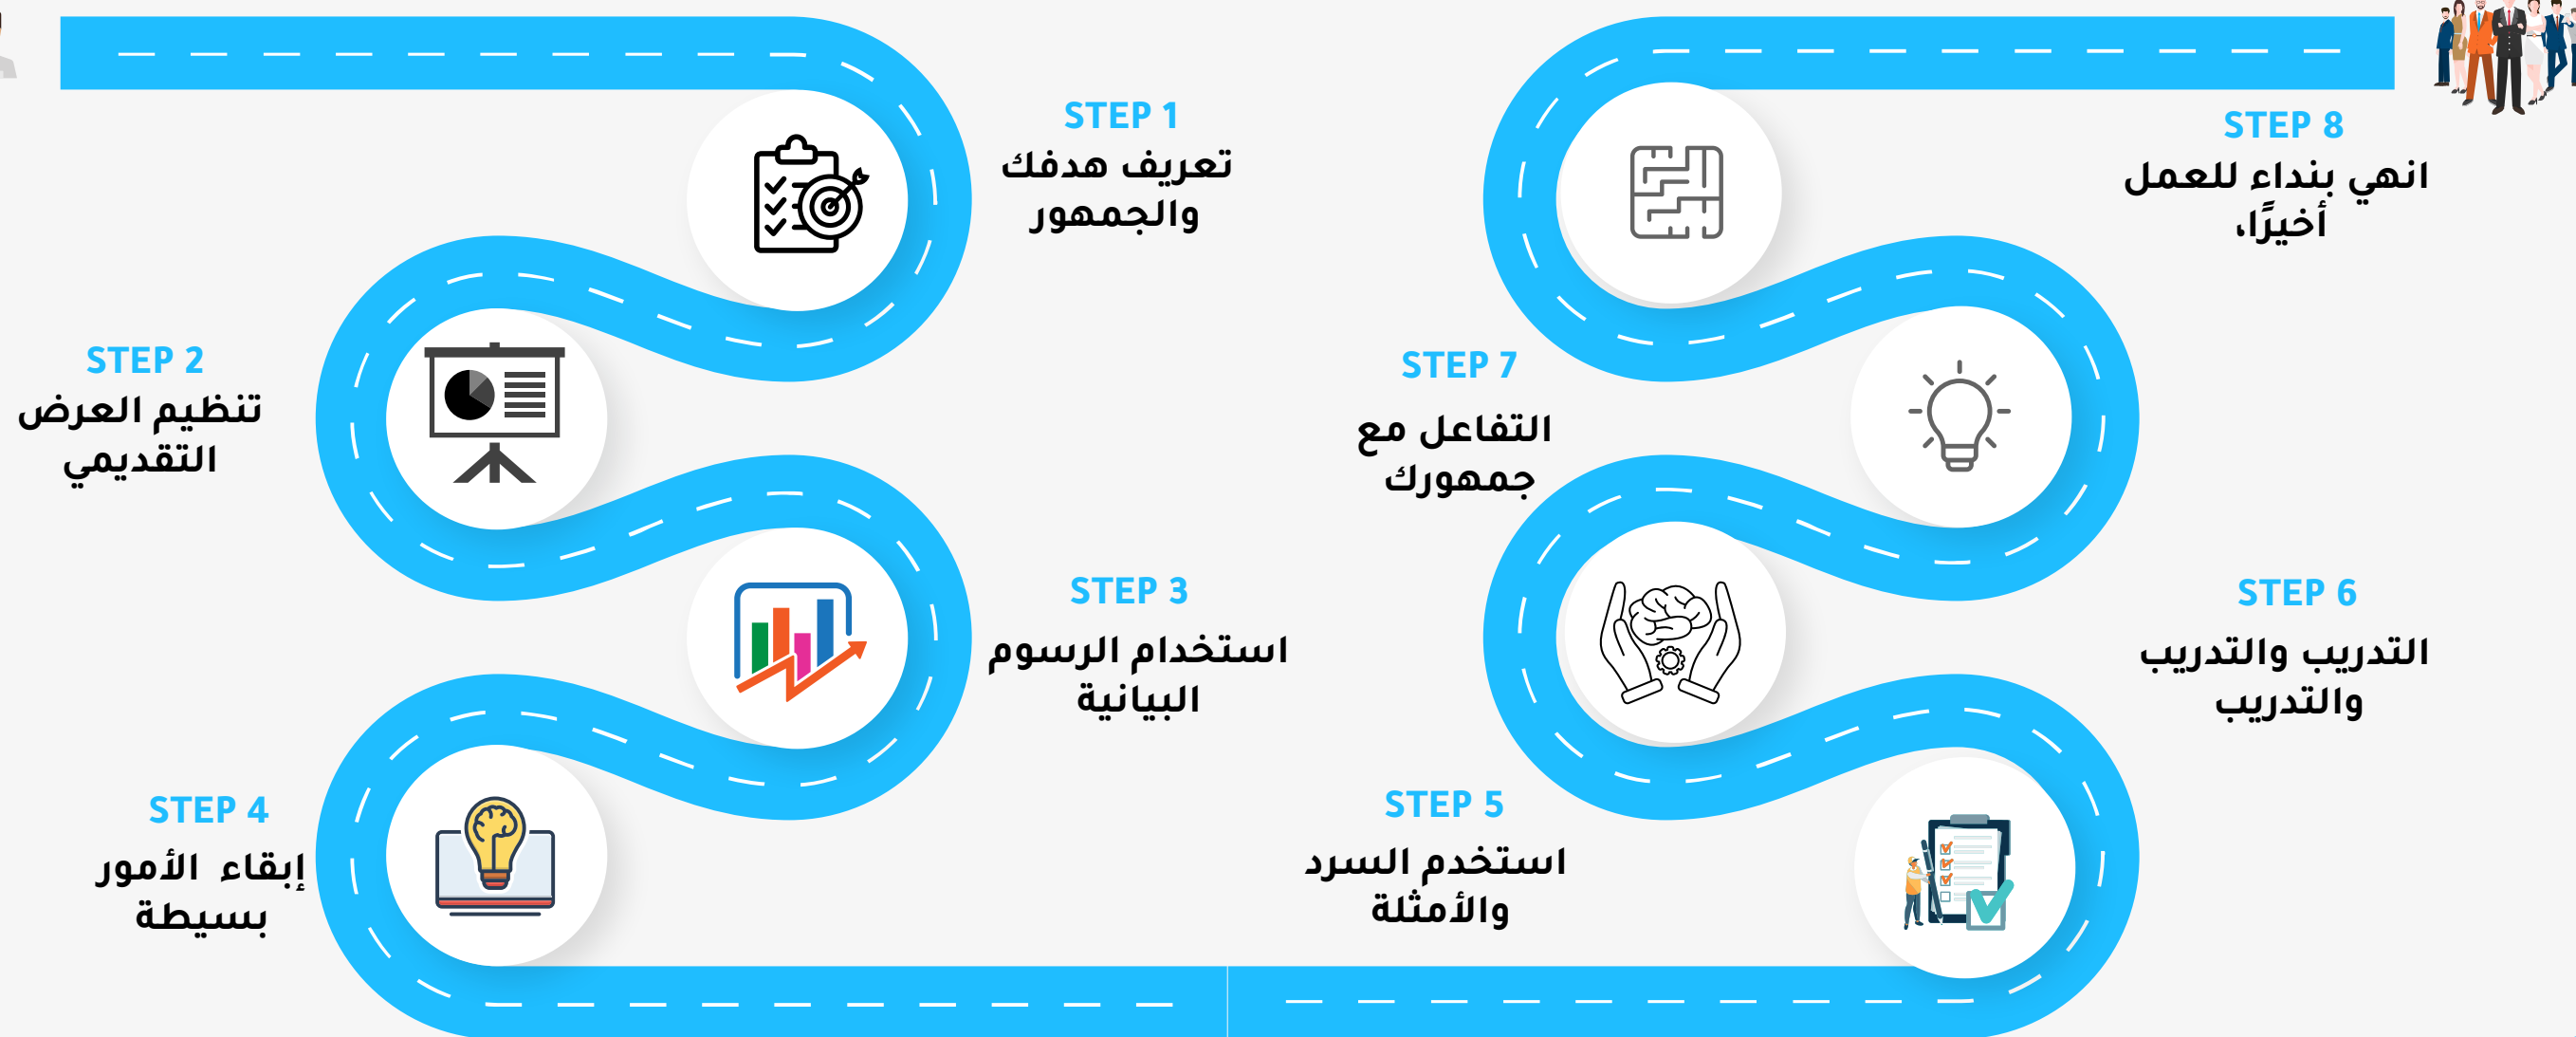 STEP 1
تعريف هدفك
والجمهور
STEP 2
تنظيم العرض
التقديمي
STEP 3
استخدام الرسوم
البيانية
STEP 4
إبقاء الأمور
بسيطة
STEP 5
استخدم السرد
والأمثلة
STEP 6
التدريب والتدريب
والتدريب
STEP 7
التفاعل مع
جمهورك
STEP 8
انهي بنداء للعمل
أخيرًا،